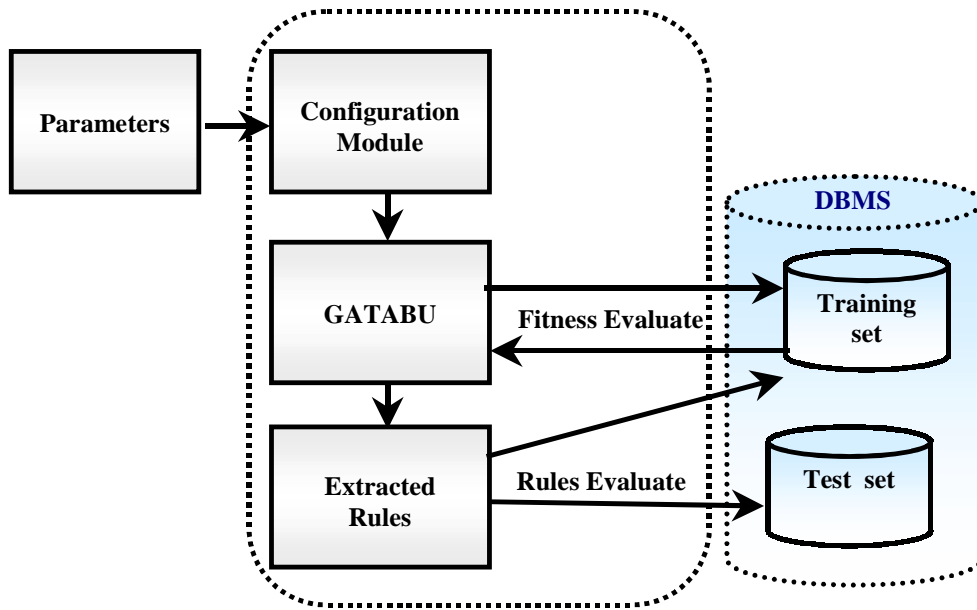 Parameters
Configuration
Module
DBMS
GATABU
Fitness Evaluate
Training
set
Extracted
Rules
Rules Evaluate
Test set